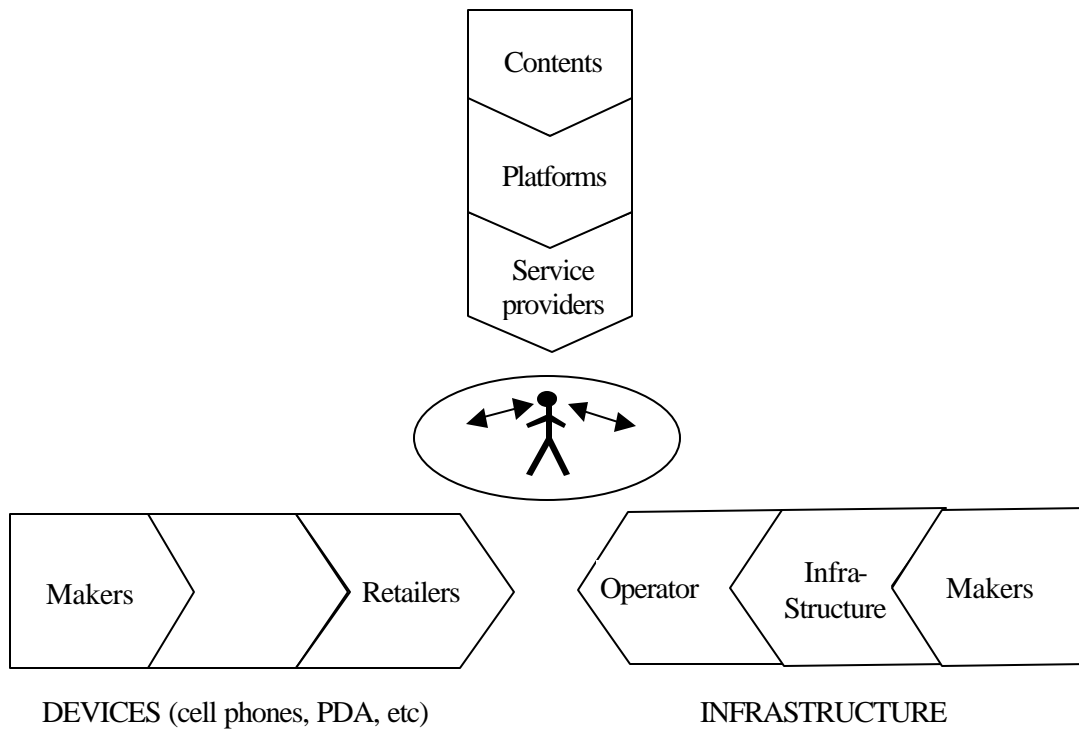 Contents
Platforms
Service
providers
Makers
Retailers
Operator
Infra-
Structure
Makers
DEVICES (cell phones, PDA, etc)
INFRASTRUCTURE